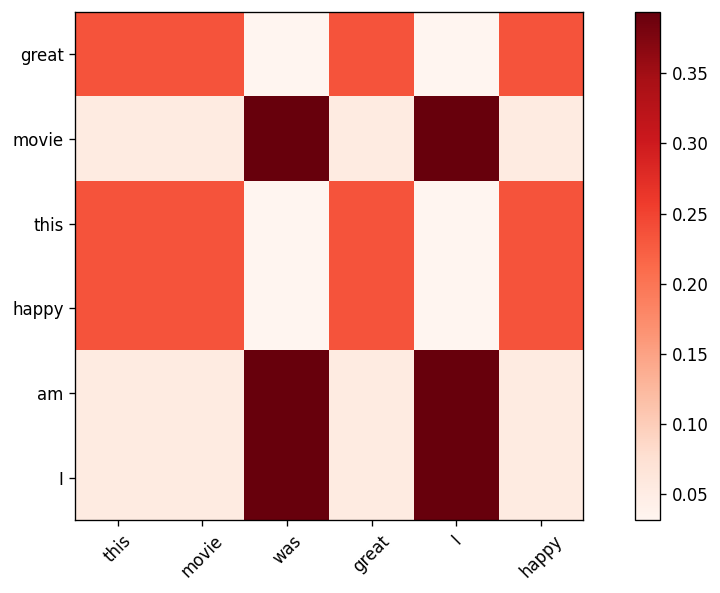 great
movie
this
happy
am
I
this
movie
was
great
I
happy
0.35
0.30
0.25
0.20
0.15
0.10
0.05